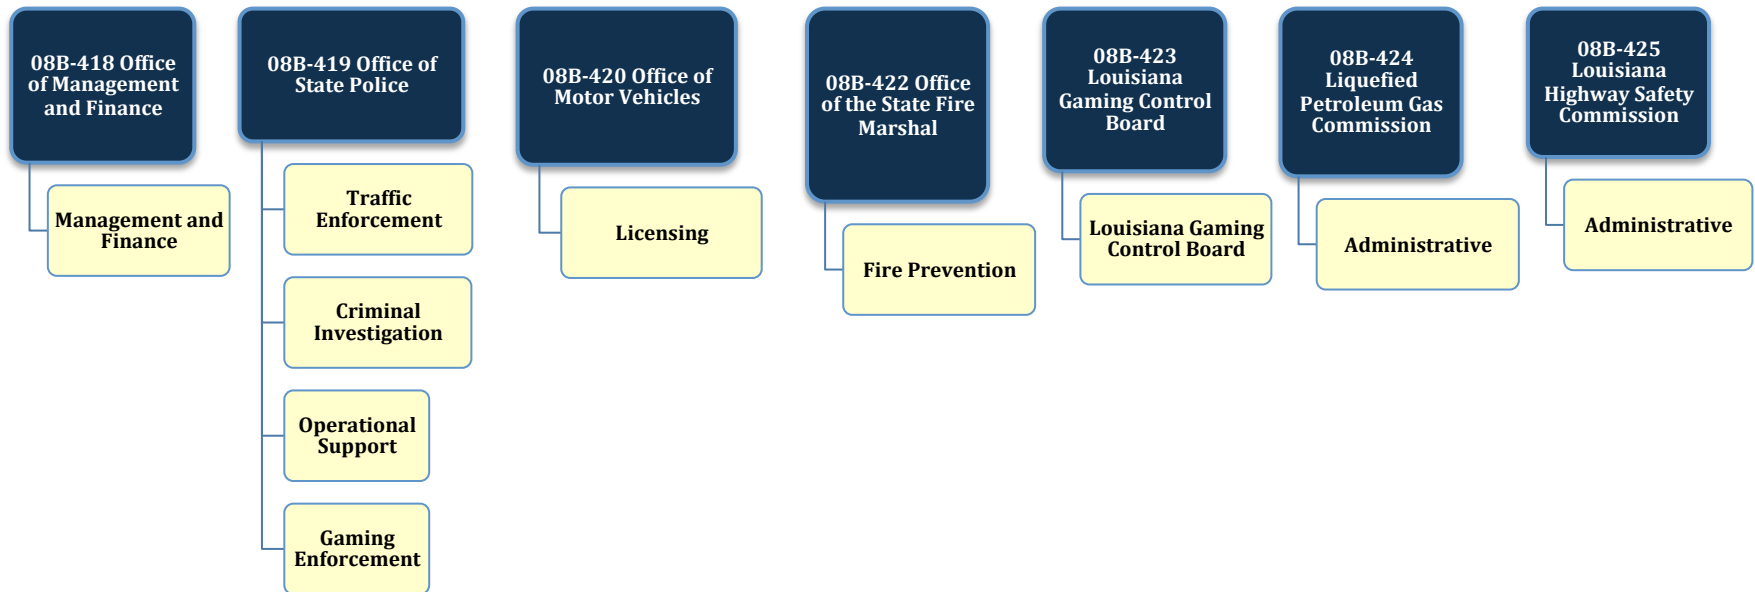 08B-418 Office
of Management
and Finance
Management and
Finance
08B-419 Office of
State Police
Traffic
Enforcement
Criminal
Investigation
Operational
Support
Gaming
Enforcement
08B-420 Office of
Motor Vehicles
Licensing
08B-422 Office
of the State Fire
Marshal
Fire Prevention
08B-423
Louisiana
Gaming Control
Board
Louisiana Gaming
Control Board
08B-424
Liquefied
Petroleum Gas
Commission
Administrative
08B-425
Louisiana
Highway Safety
Commission
Administrative